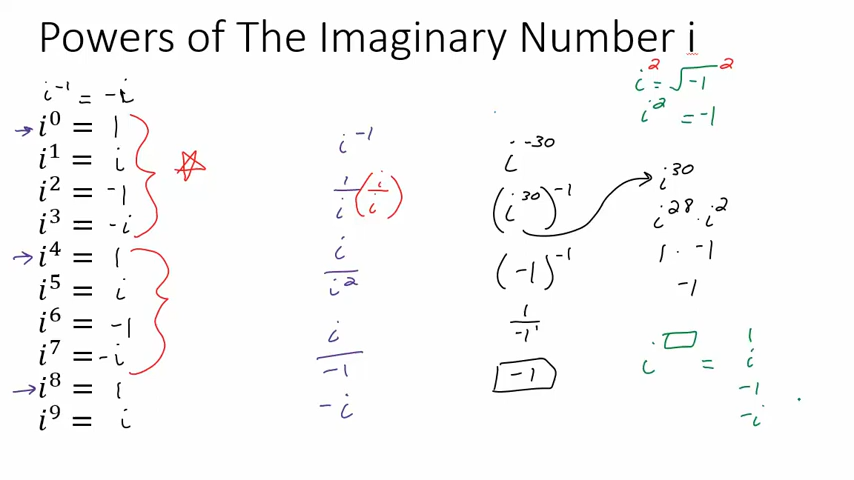 Powers of The Imaginary Number i
i² = √-1²
i² = -1
i⁻¹ = -i
i⁰ = 1
i¹ = i
i² = -1
i³ = -i
i⁴ = 1
i⁵ = i
i⁶ = -1
i⁷ = -i
i⁸ = 1
i⁹ = i
i⁻¹
1/i (i/i)
i/i²
i/-1
-i
i⁻³⁰
(i³⁰)⁻¹
(-1)⁻¹
1/-1¹
-1
i³⁰
i²⁸ · i²
1 · -1
-1
i^□ = 1
i
-1
-i